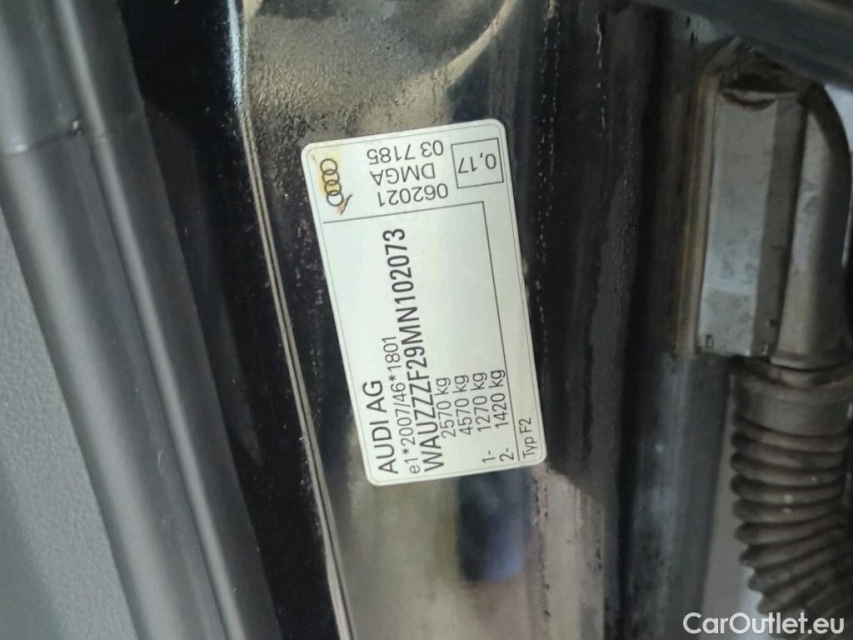 AUDI AG
e1*2007/46*1801
WAUZZZF29MN102073
2570 kg
4570 kg
1- 1270 kg
2- 1420 kg
Typ F2
062021
DMGA
03 7185
0,17
CarOutlet.eu